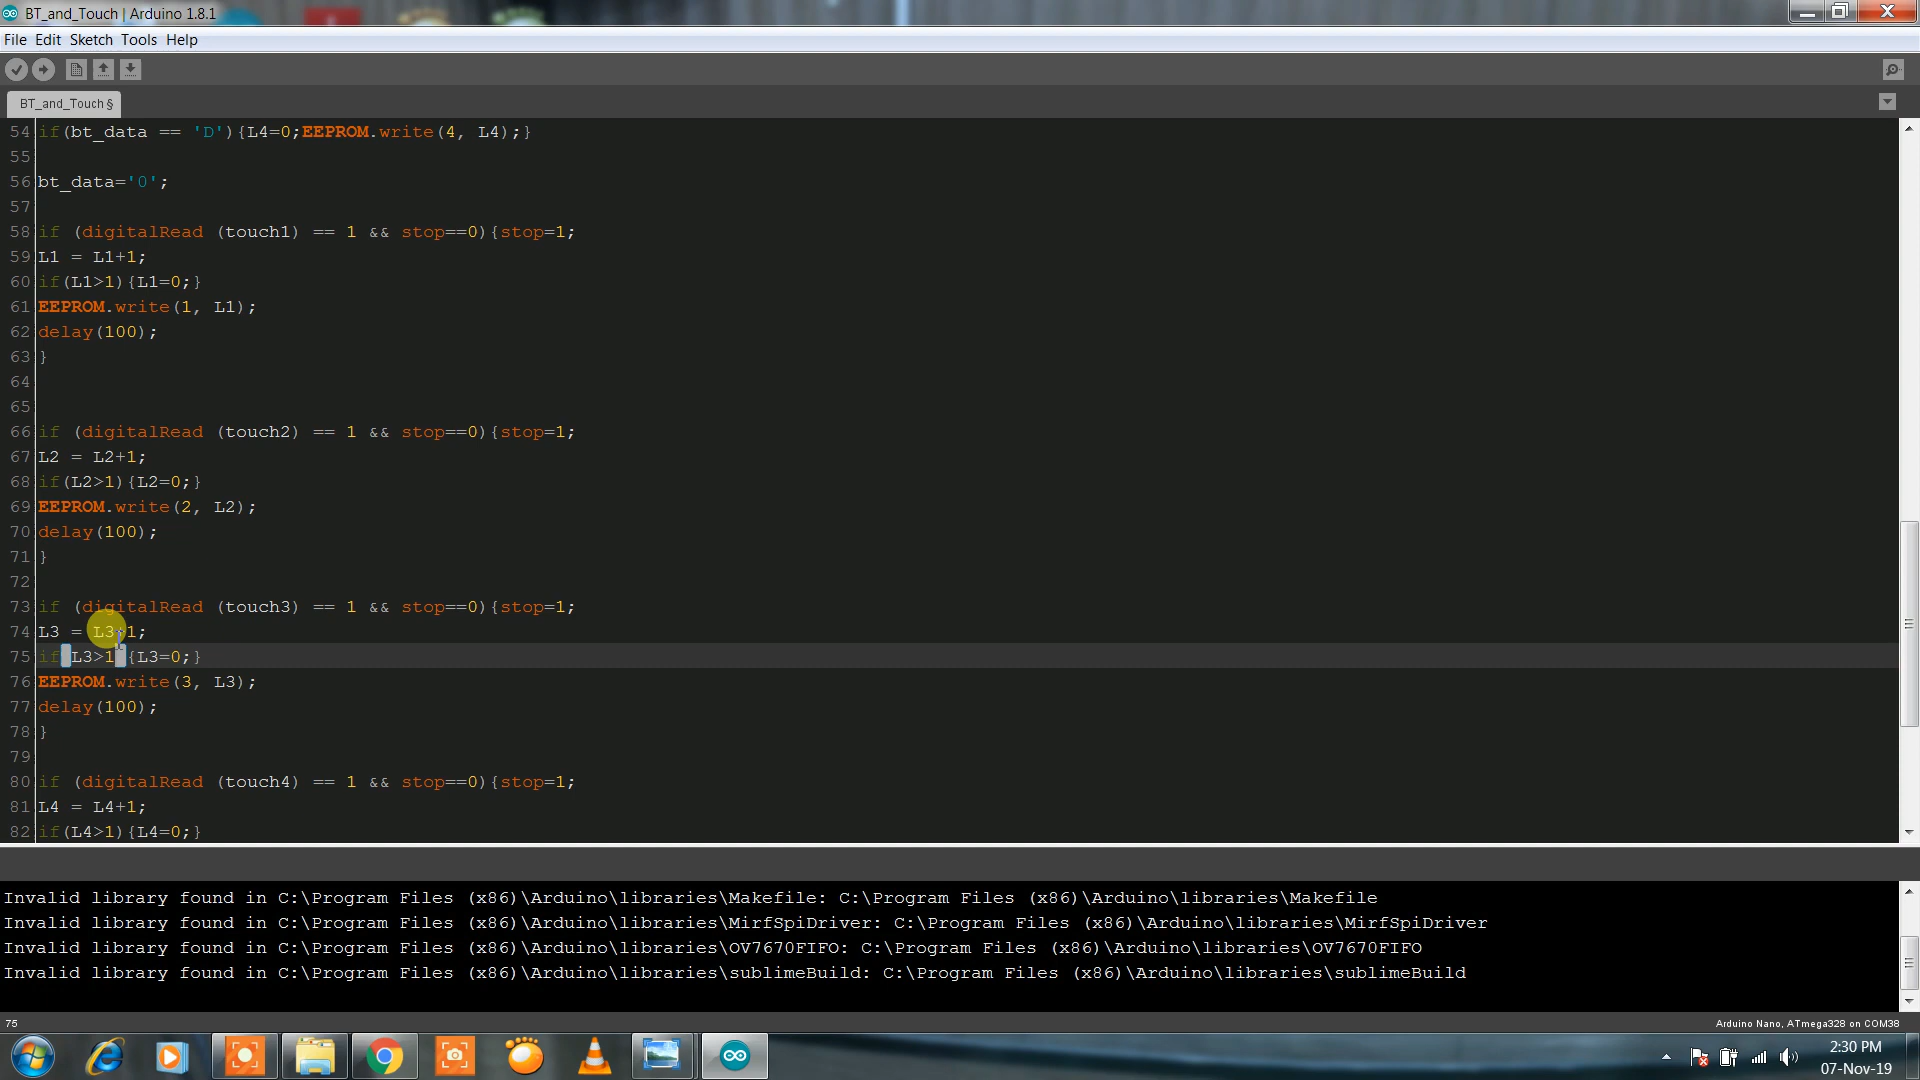 BT_and_Touch | Arduino 1.8.1
File Edit Sketch Tools Help
BT_and_Touch §
54 if(bt_data == 'D'){L4=0;EEPROM.write(4, L4);}
55
56 bt_data='0';
57
58 if (digitalRead (touch1) == 1 && stop==0){stop=1;
59 L1 = L1+1;
60 if(L1>1){L1=0;}
61 EEPROM.write(1, L1);
62 delay(100);
63 }
64
65
66 if (digitalRead (touch2) == 1 && stop==0){stop=1;
67 L2 = L2+1;
68 if(L2>1){L2=0;}
69 EEPROM.write(2, L2);
70 delay(100);
71 }
72
73 if (digitalRead (touch3) == 1 && stop==0){stop=1;
74 L3 = L3+1;
75 if(L3>1){L3=0;}
76 EEPROM.write(3, L3);
77 delay(100);
78 }
79
80 if (digitalRead (touch4) == 1 && stop==0){stop=1;
81 L4 = L4+1;
82 if(L4>1){L4=0;}
Invalid library found in C:\Program Files (x86)\Arduino\libraries\Makefile: C:\Program Files (x86)\Arduino\libraries\Makefile
Invalid library found in C:\Program Files (x86)\Arduino\libraries\MirfSpiDriver: C:\Program Files (x86)\Arduino\libraries\MirfSpiDriver
Invalid library found in C:\Program Files (x86)\Arduino\libraries\OV7670FIFO: C:\Program Files (x86)\Arduino\libraries\OV7670FIFO
Invalid library found in C:\Program Files (x86)\Arduino\libraries\sublimeBuild: C:\Program Files (x86)\Arduino\libraries\sublimeBuild
75 Arduino Nano, ATmega328 on COM38
2:30 PM
07-Nov-19